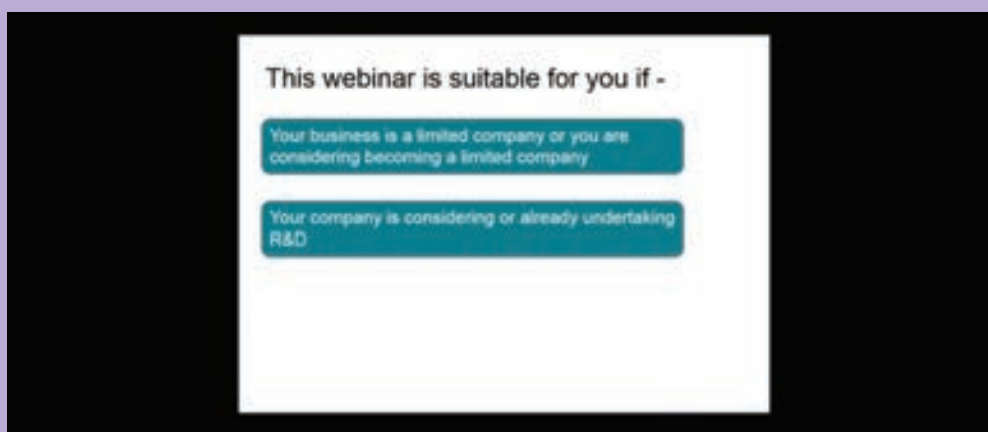 This webinar is suitable for you if -
Your business is a limited company or you are
considering becoming a limited company
Your company is considering or already undertaking
R&D